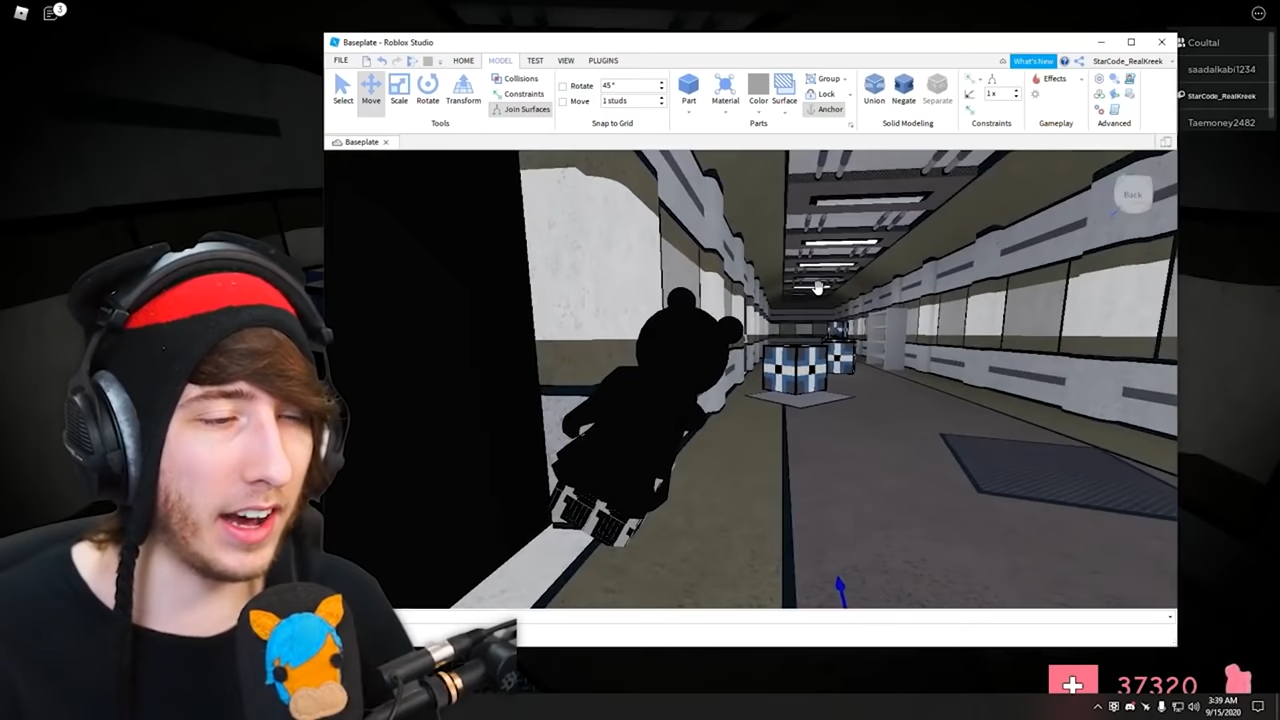 3
Baseplate - Roblox Studio
Coultal
FILE HOME MODEL TEST VIEW PLUGINS
What's New
StarCode_RealKreek
saadalkabi1234
Select Move Scale Rotate Transform
Collisions
Constraints
Join Surfaces
Rotate 45°
Move 1 studs
Part Material Color Surface
Group
Lock
Anchor
Union Negate Separate
1 x
Effects
StarCode_RealKreek
Tools Snap to Grid Parts Solid Modeling Constraints Gameplay Advanced
Taemoney2482
Baseplate
Back
37320
3:39 AM
9/15/2020